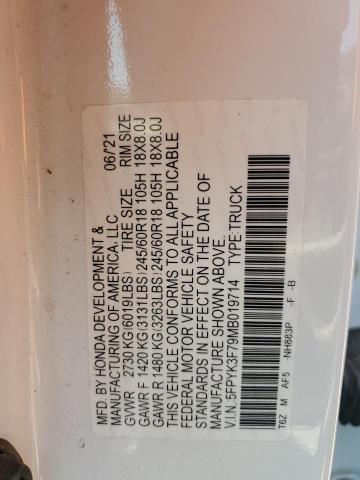 MFD. BY HONDA DEVELOPMENT & 06/21
MANUFACTURING OF AMERICA, LLC
GVWR 2730 KG(6019LBS) TIRE SIZE RIM SIZE
GAWR F 1420 KG(3131LBS) 245/60R18 105H 18X8.0J
GAWR R 1480 KG(3263LBS) 245/60R18 105H 18X8.0J
THIS VEHICLE CONFORMS TO ALL APPLICABLE
FEDERAL MOTOR VEHICLE SAFETY
STANDARDS IN EFFECT ON THE DATE OF
MANUFACTURE SHOWN ABOVE.
V.I.N.:5FPYK3F79MB019714 TYPE:TRUCK
T6Z M AF5 -NH883P -F -B